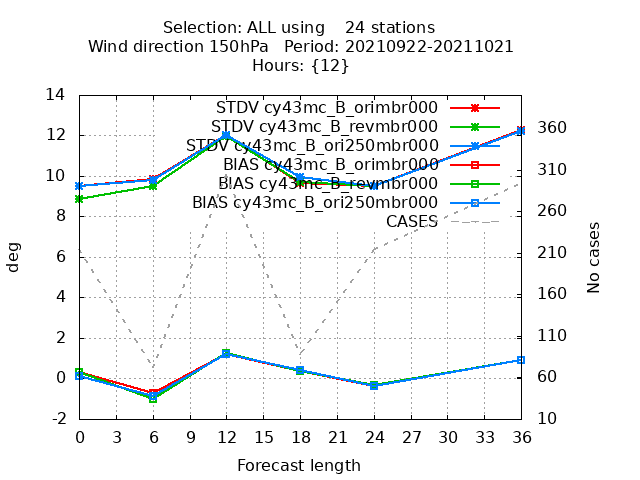 Selection: ALL using    24 stations
Wind direction 150hPa   Period: 20210922-20211021
Hours: {12}
STDV cy43mc_B_orimbr000
STDV cy43mc_B_revmbr000
STDV cy43mc_B_ori250mbr000
BIAS cy43mc_B_orimbr000
BIAS cy43mc_B_revmbr000
BIAS cy43mc_B_ori250mbr000
CASES
14
12
10
8
6
4
2
0
-2
deg
360
310
260
210
160
110
60
10
No cases
0 3 6 9 12 15 18 21 24 27 30 33 36
Forecast length